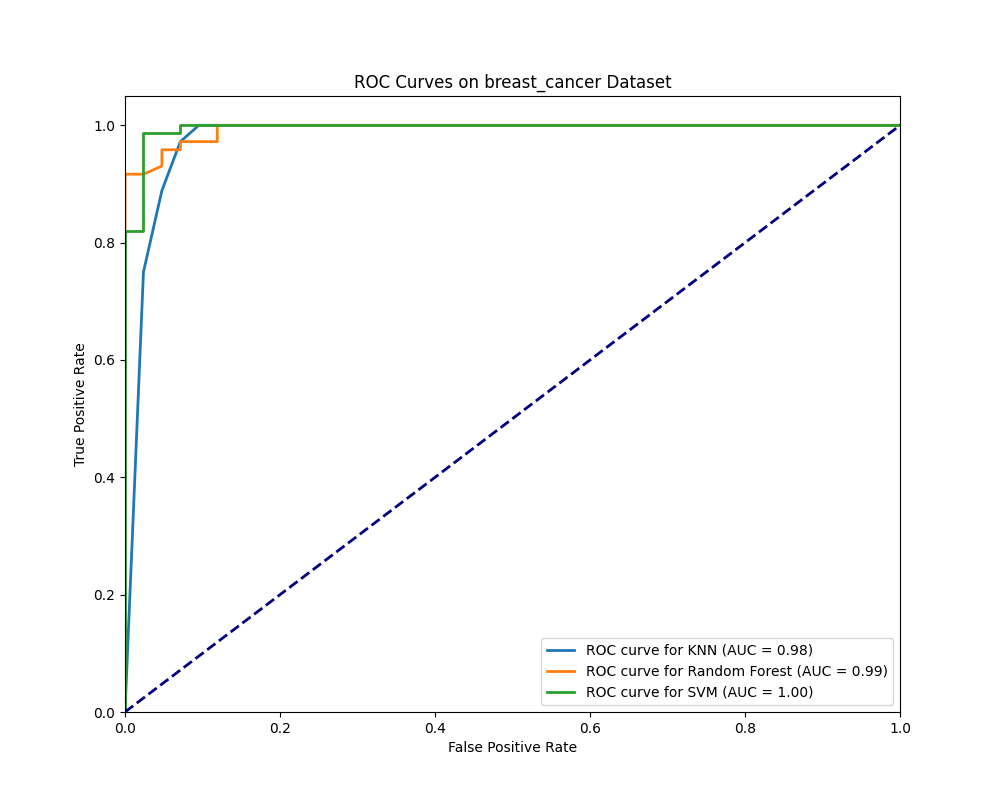 ROC Curves on breast_cancer Dataset
1.0
0.8
0.6
0.4
0.2
0.0
True Positive Rate
ROC curve for KNN (AUC = 0.98)
ROC curve for Random Forest (AUC = 0.99)
ROC curve for SVM (AUC = 1.00)
0.0 0.2 0.4 0.6 0.8 1.0
False Positive Rate